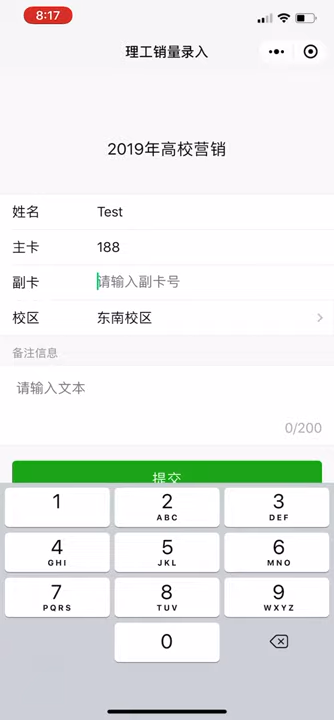 8:17
理工销量录入
2019年高校营销
姓名 Test
主卡 188
副卡 请输入副卡号
校区 东南校区
备注信息
请输入文本
0/200
提交
1 2 ABC 3 DEF
4 GHI 5 JKL 6 MNO
7 PQRS 8 TUV 9 WXYZ
0